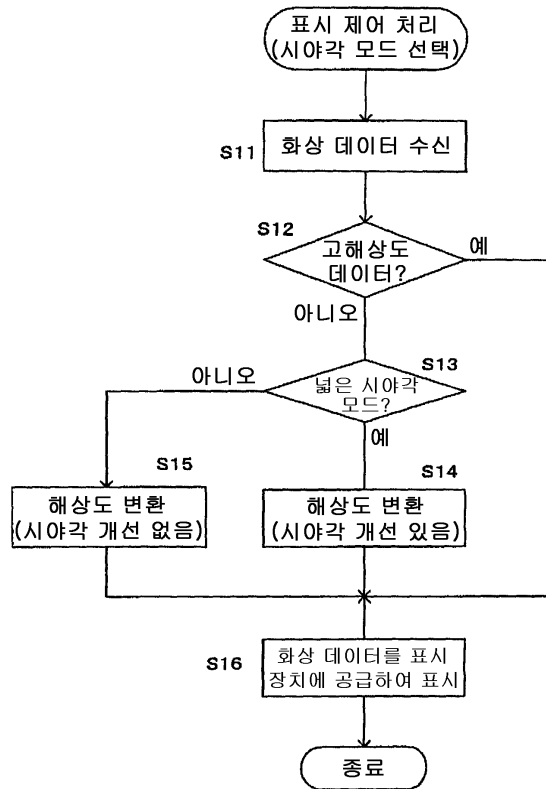 표시 제어 처리
(시야각 모드 선택)
S11
화상 데이터 수신
S12
고해상도
데이터?
예
아니오
S13
넓은 시야각
모드?
아니오
예
S15
해상도 변환
(시야각 개선 없음)
S14
해상도 변환
(시야각 개선 있음)
S16
화상 데이터를 표시
장치에 공급하여 표시
종료